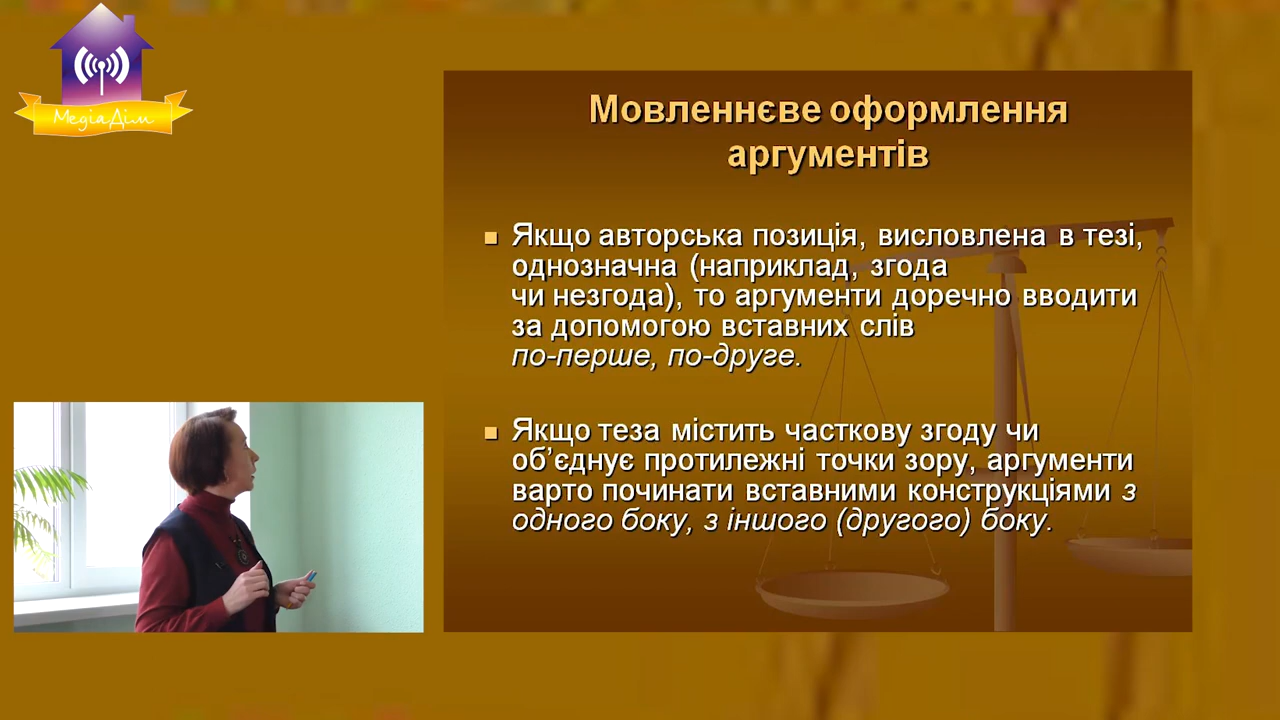 МедіаДім
Мовленнєве оформлення
аргументів
Якщо авторська позиція, висловлена в тезі,
однозначна (наприклад, згода
чи незгода), то аргументи доречно вводити
за допомогою вставних слів
по-перше, по-друге.
Якщо теза містить часткову згоду чи
об’єднує протилежні точки зору, аргументи
варто починати вставними конструкціями з
одного боку, з іншого (другого) боку.